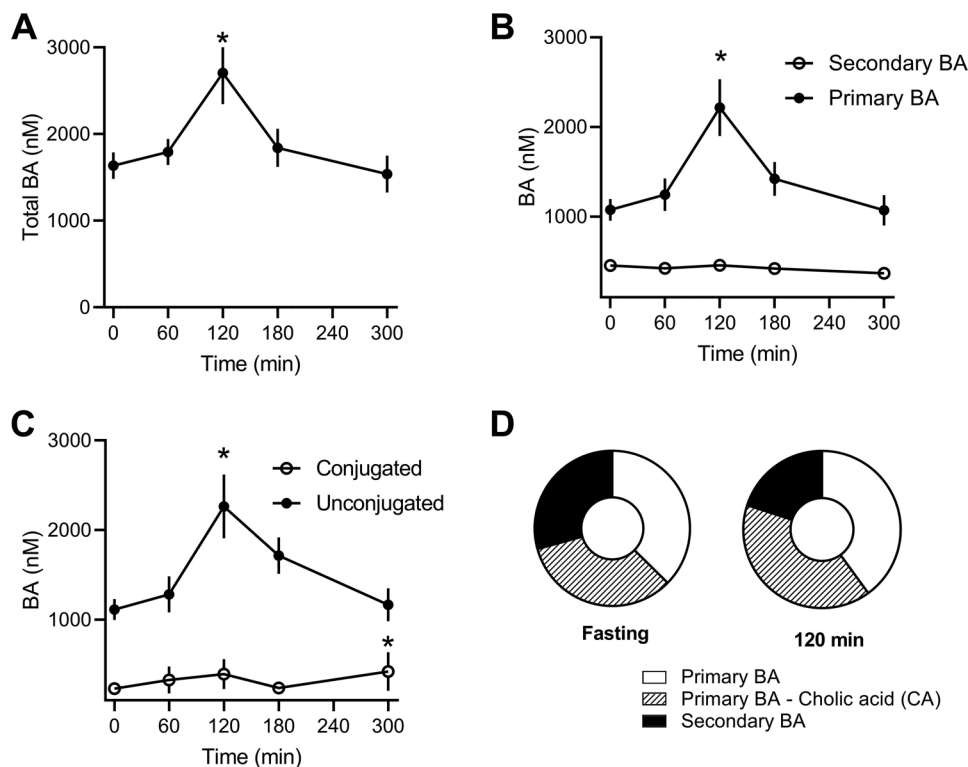 A
3000
2000
1000
0
Total BA (nM)
*
0 60 120 180 240 300
Time (min)
B
3000
2000
1000
BA (nM)
*
Secondary BA
Primary BA
0 60 120 180 240 300
Time (min)
C
3000
2000
1000
BA (nM)
*
Conjugated
Unconjugated
*
0 60 120 180 240 300
Time (min)
D
Fasting
120 min
Primary BA
Primary BA - Cholic acid (CA)
Secondary BA